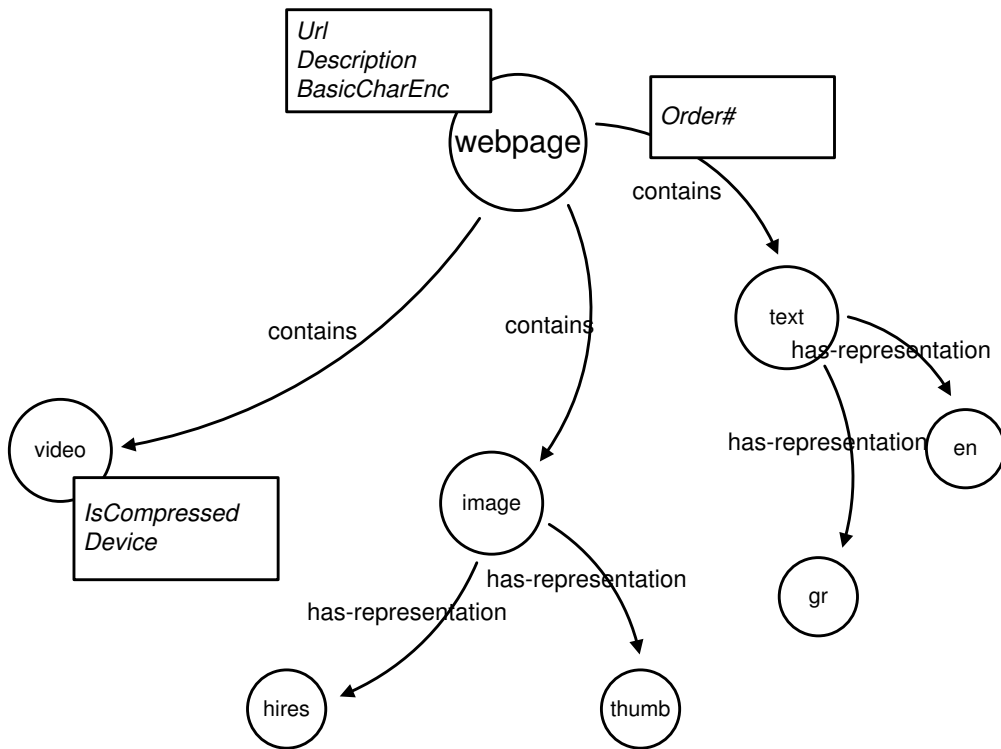 Url
Description
BasicCharEnc
webpage
Order#
contains
contains
contains
text
has-representation
has-representation
en
video
IsCompressed
Device
image
has-representation
has-representation
gr
hires
thumb